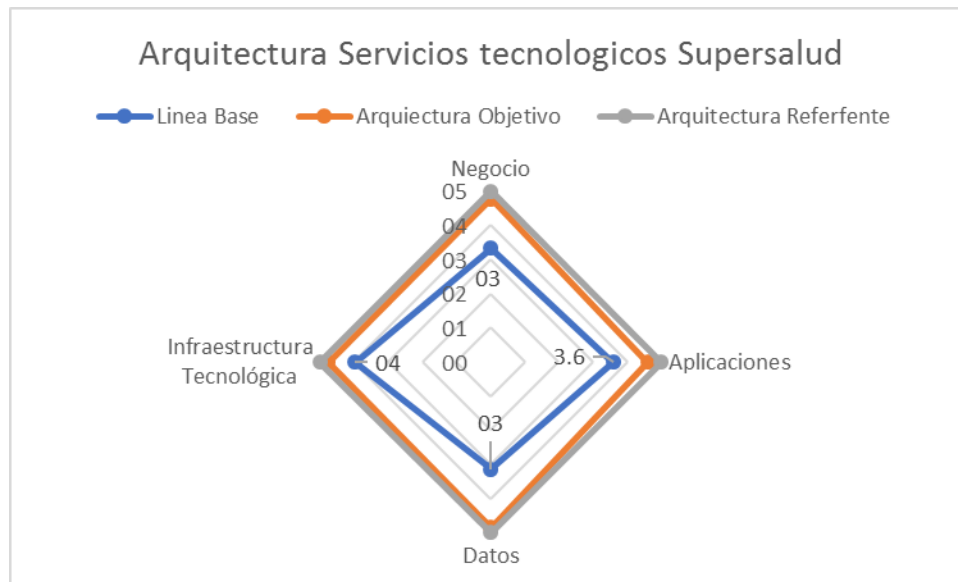 Arquitectura Servicios tecnologicos Supersalud
Linea Base
Arquiectura Objetivo
Arquitectura Referfente
Negocio
05
04
03
03
02
01
00
Infraestructura
Tecnológica
04
3.6
Aplicaciones
03
Datos